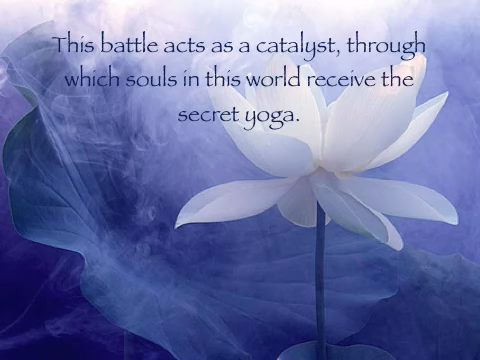 This battle acts as a catalyst, through
which souls in this world receive the
secret yoga.